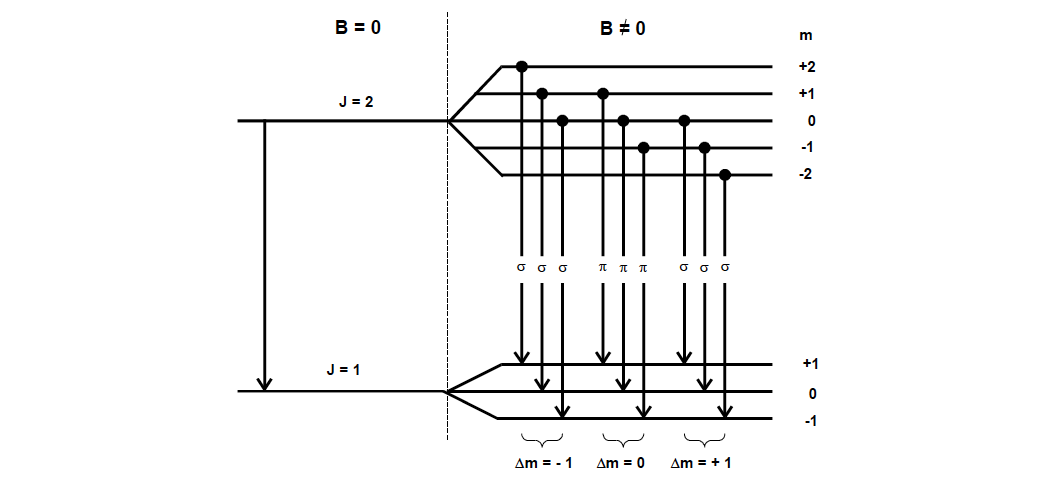 B = 0
B ≠ 0
m
+2
+1
J = 2
0
-1
-2
σ σ σ π π π σ σ σ
J = 1
+1
0
-1
Δm = - 1 Δm = 0 Δm = + 1